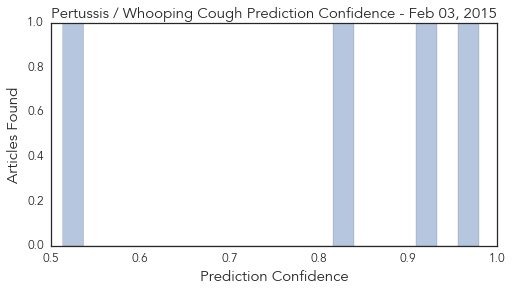 Pertussis / Whooping Cough Prediction Confidence - Feb 03, 2015
1.0
0.8
0.6
0.4
0.2
0.0
Articles Found
0.5 0.6 0.7 0.8 0.9 1.0
Prediction Confidence